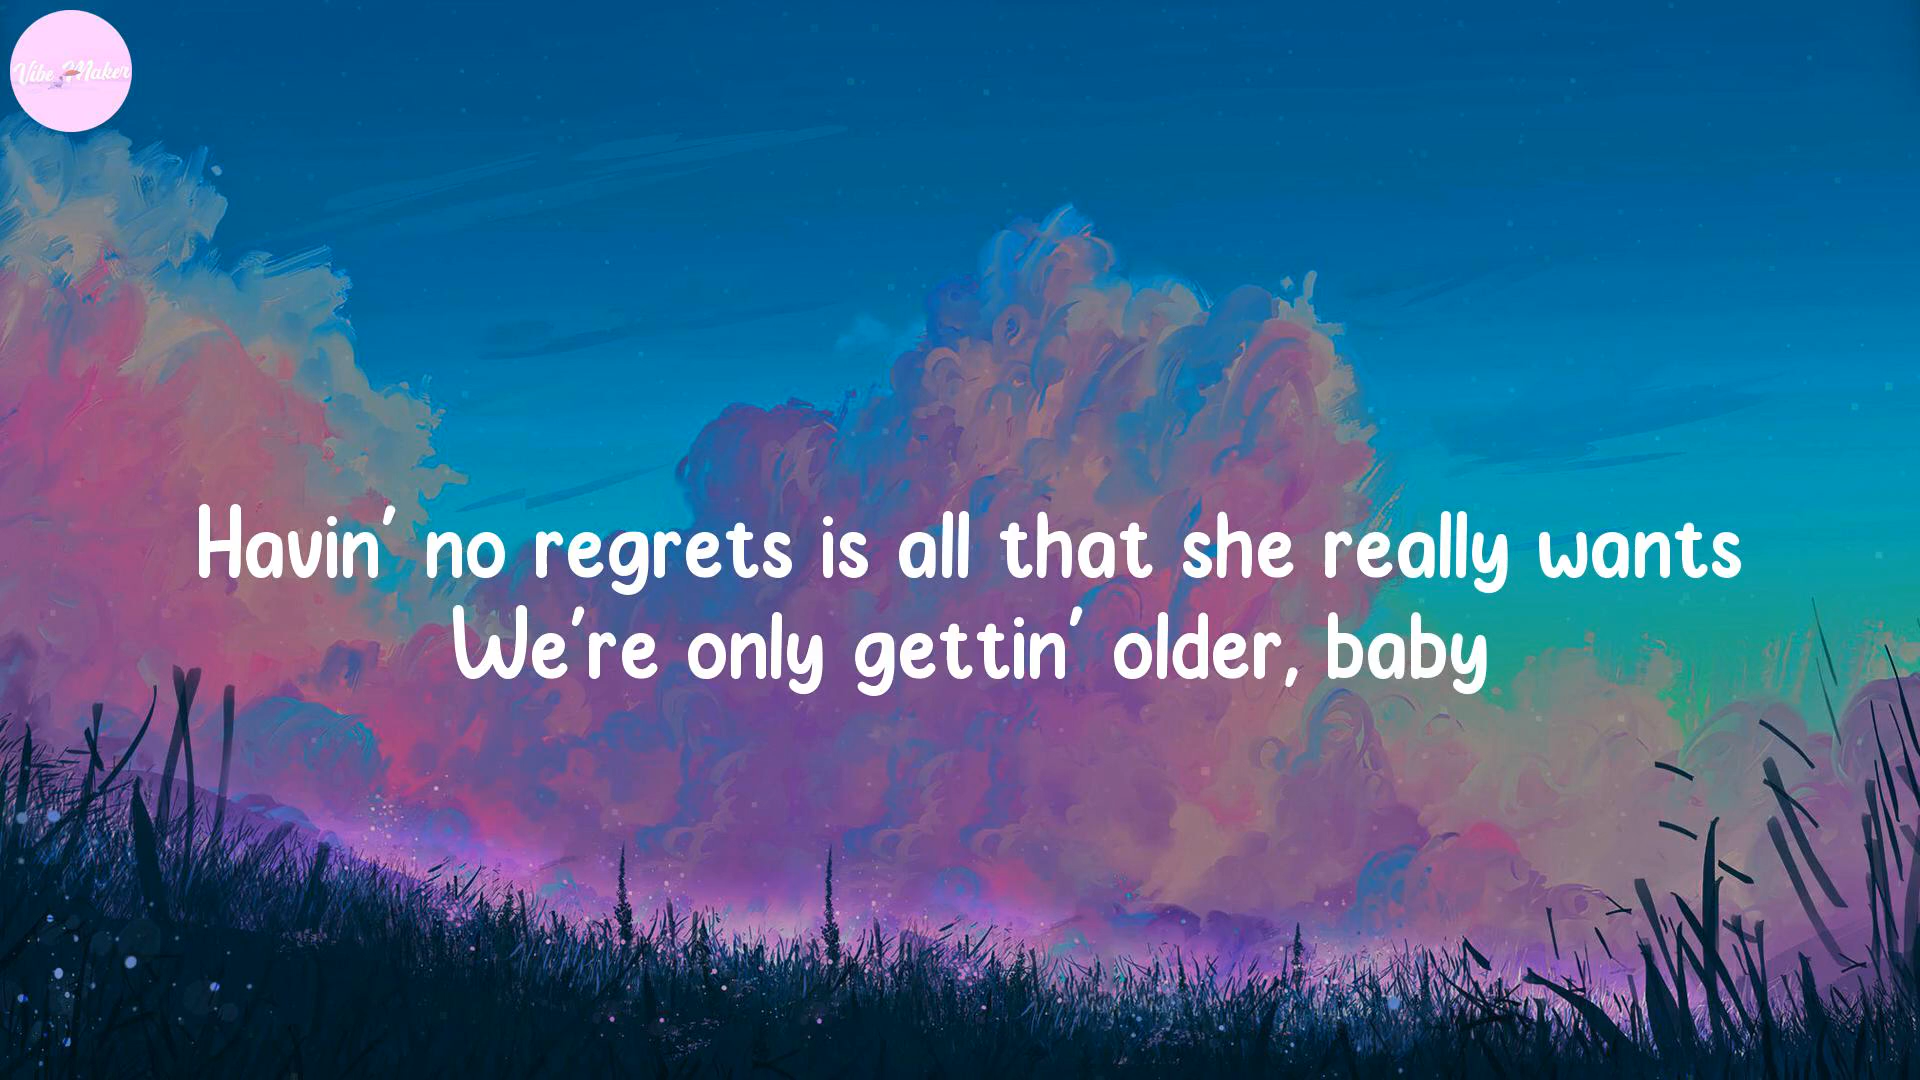 Vibe Maker
Havin' no regrets is all that she really wants
We're only gettin' older, baby